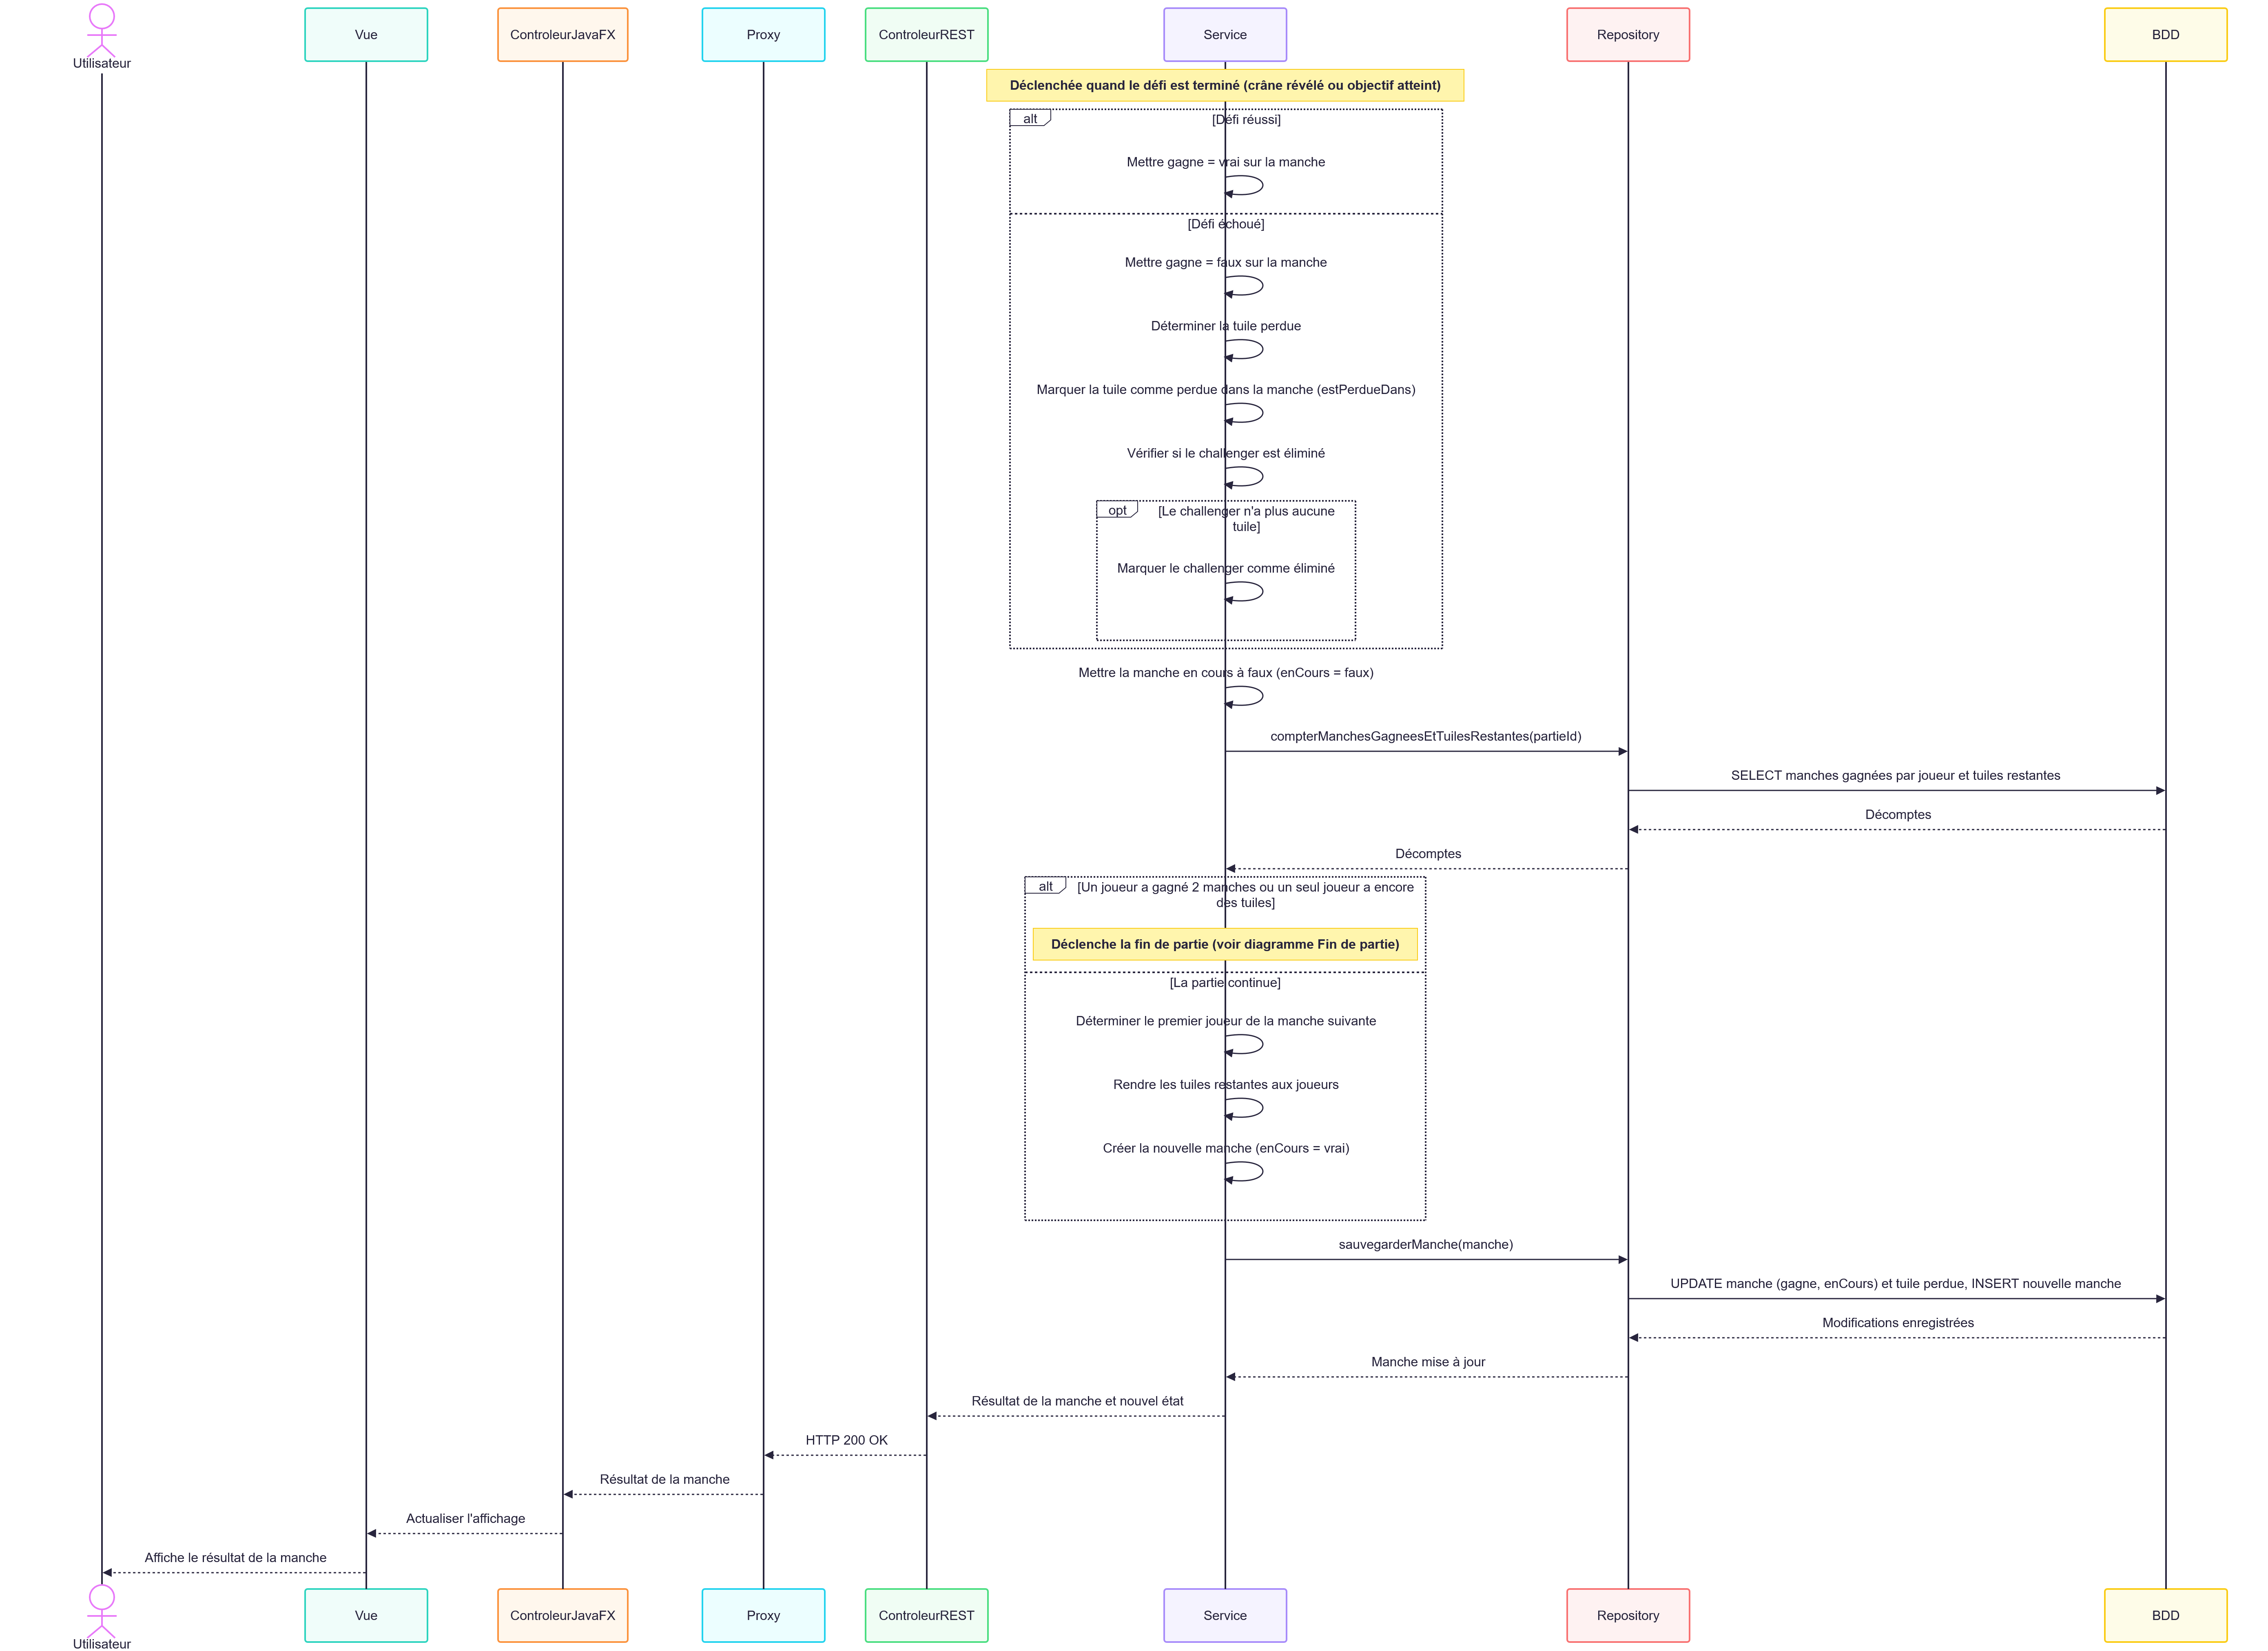 Utilisateur
Vue
ControleurJavaFX
Proxy
ControleurREST
Service
Repository
BDD
Déclenchée quand le défi est terminé (crâne révélé ou objectif atteint)
alt
[Défi réussi]
Mettre gagne = vrai sur la manche
[Défi échoué]
Mettre gagne = faux sur la manche
Déterminer la tuile perdue
Marquer la tuile comme perdue dans la manche (estPerdueDans)
Vérifier si le challenger est éliminé
opt
[Le challenger n'a plus aucune
tuile]
Marquer le challenger comme éliminé
Mettre la manche en cours à faux (enCours = faux)
compterManchesGagneesEtTuilesRestantes(partieId)
SELECT manches gagnées par joueur et tuiles restantes
Décomptes
Décomptes
alt
[Un joueur a gagné 2 manches ou un seul joueur a encore
des tuiles]
Déclenche la fin de partie (voir diagramme Fin de partie)
[La partie continue]
Déterminer le premier joueur de la manche suivante
Rendre les tuiles restantes aux joueurs
Créer la nouvelle manche (enCours = vrai)
sauvegarderManche(manche)
UPDATE manche (gagne, enCours) et tuile perdue, INSERT nouvelle manche
Modifications enregistrées
Manche mise à jour
Résultat de la manche et nouvel état
HTTP 200 OK
Résultat de la manche
Actualiser l'affichage
Affiche le résultat de la manche
Utilisateur
Vue
ControleurJavaFX
Proxy
ControleurREST
Service
Repository
BDD